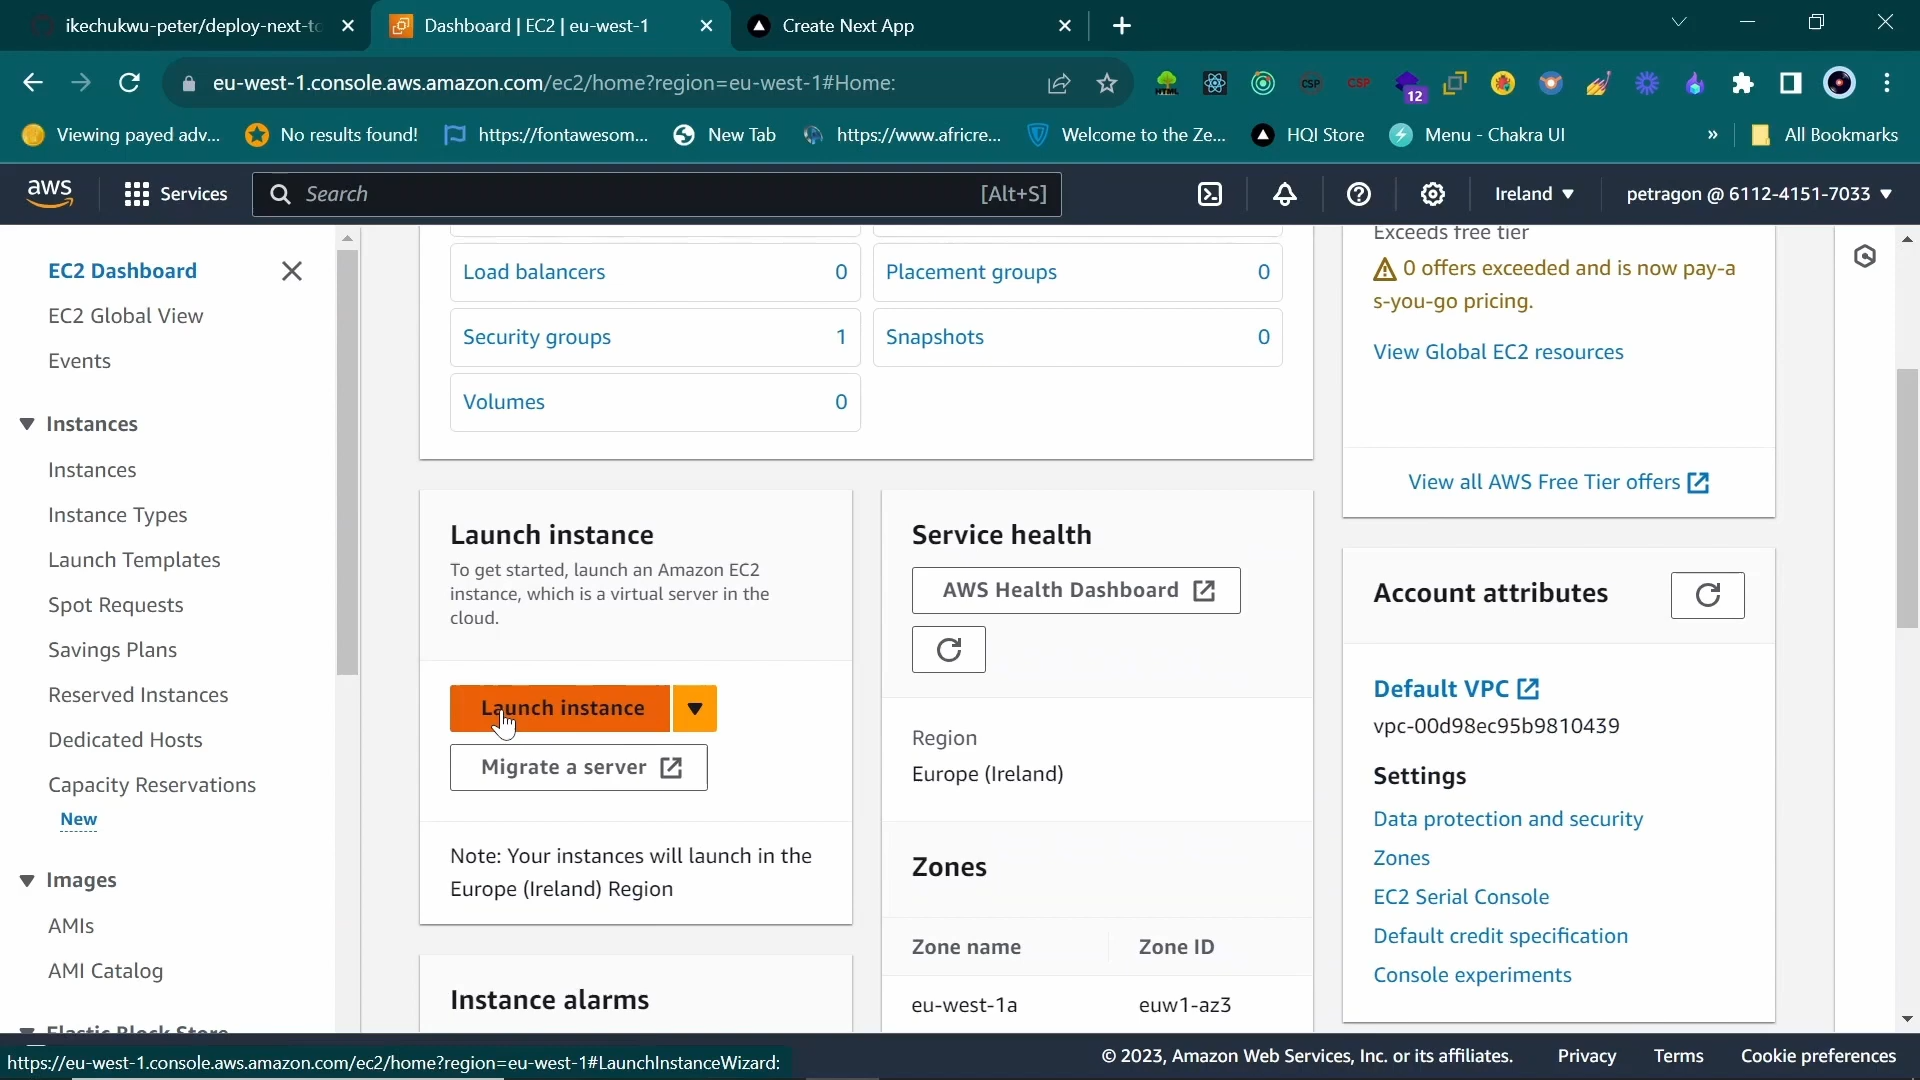 ikechukwu-peter/deploy-next-to
Dashboard | EC2 | eu-west-1
Create Next App
eu-west-1.console.aws.amazon.com/ec2/home?region=eu-west-1#Home:
CSP
CSP
12
Viewing payed adv...
No results found!
https://fontawesom...
New Tab
https://www.africre...
Welcome to the Ze...
HQI Store
Menu - Chakra UI
»
All Bookmarks
aws
Services
Search
[Alt+S]
Ireland
petragon @ 6112-4151-7033
EC2 Dashboard
EC2 Global View
Events
Instances
Instances
Instance Types
Launch Templates
Spot Requests
Savings Plans
Reserved Instances
Dedicated Hosts
Capacity Reservations
New
Images
AMIs
AMI Catalog
Elastic Block Store
Load balancers 0
Placement groups 0
Security groups 1
Snapshots 0
Volumes 0
Launch instance
To get started, launch an Amazon EC2
instance, which is a virtual server in the
cloud.
Launch instance
Migrate a server
Note: Your instances will launch in the
Europe (Ireland) Region
Instance alarms
Service health
AWS Health Dashboard
Region
Europe (Ireland)
Zones
Zone name Zone ID
eu-west-1a euw1-az3
Exceeds free tier
0 offers exceeded and is now pay-a
s-you-go pricing.
View Global EC2 resources
View all AWS Free Tier offers
Account attributes
Default VPC
vpc-00d98ec95b9810439
Settings
Data protection and security
Zones
EC2 Serial Console
Default credit specification
Console experiments
https://eu-west-1.console.aws.amazon.com/ec2/home?region=eu-west-1#LaunchInstanceWizard:
© 2023, Amazon Web Services, Inc. or its affiliates.
Privacy
Terms
Cookie preferences